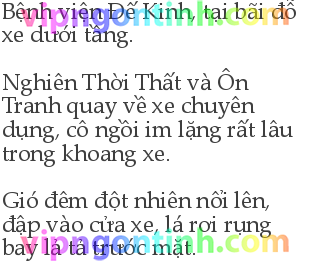 Bệnh viện Đế Kinh, tại bãi đỗ
xe dưới tầng.
Nghiên Thời Thất và Ôn
Tranh quay về xe chuyên
dụng, cô ngồi im lặng rất lâu
trong khoang xe.
Gió đêm đột nhiên nổi lên,
đập vào cửa xe, lá rơi rụng
bay lả tả trước mặt.
vipngontinh.com
vipngontinh.com